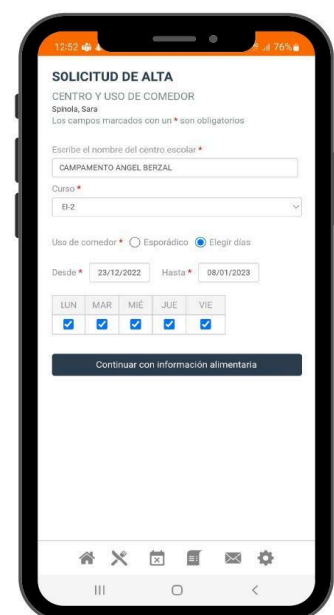 12:52
76%
SOLICITUD DE ALTA
CENTRO Y USO DE COMEDOR
Spinola, Sara
Los campos marcados con un * son obligatorios
Escribe el nombre del centro escolar *
CAMPAMENTO ANGEL BERZAL
Curso *
EI-2
Uso de comedor * Esporádico Elegir días
Desde * 23/12/2022 Hasta * 08/01/2023
LUN MAR MIÉ JUE VIE
Continuar con información alimentaria